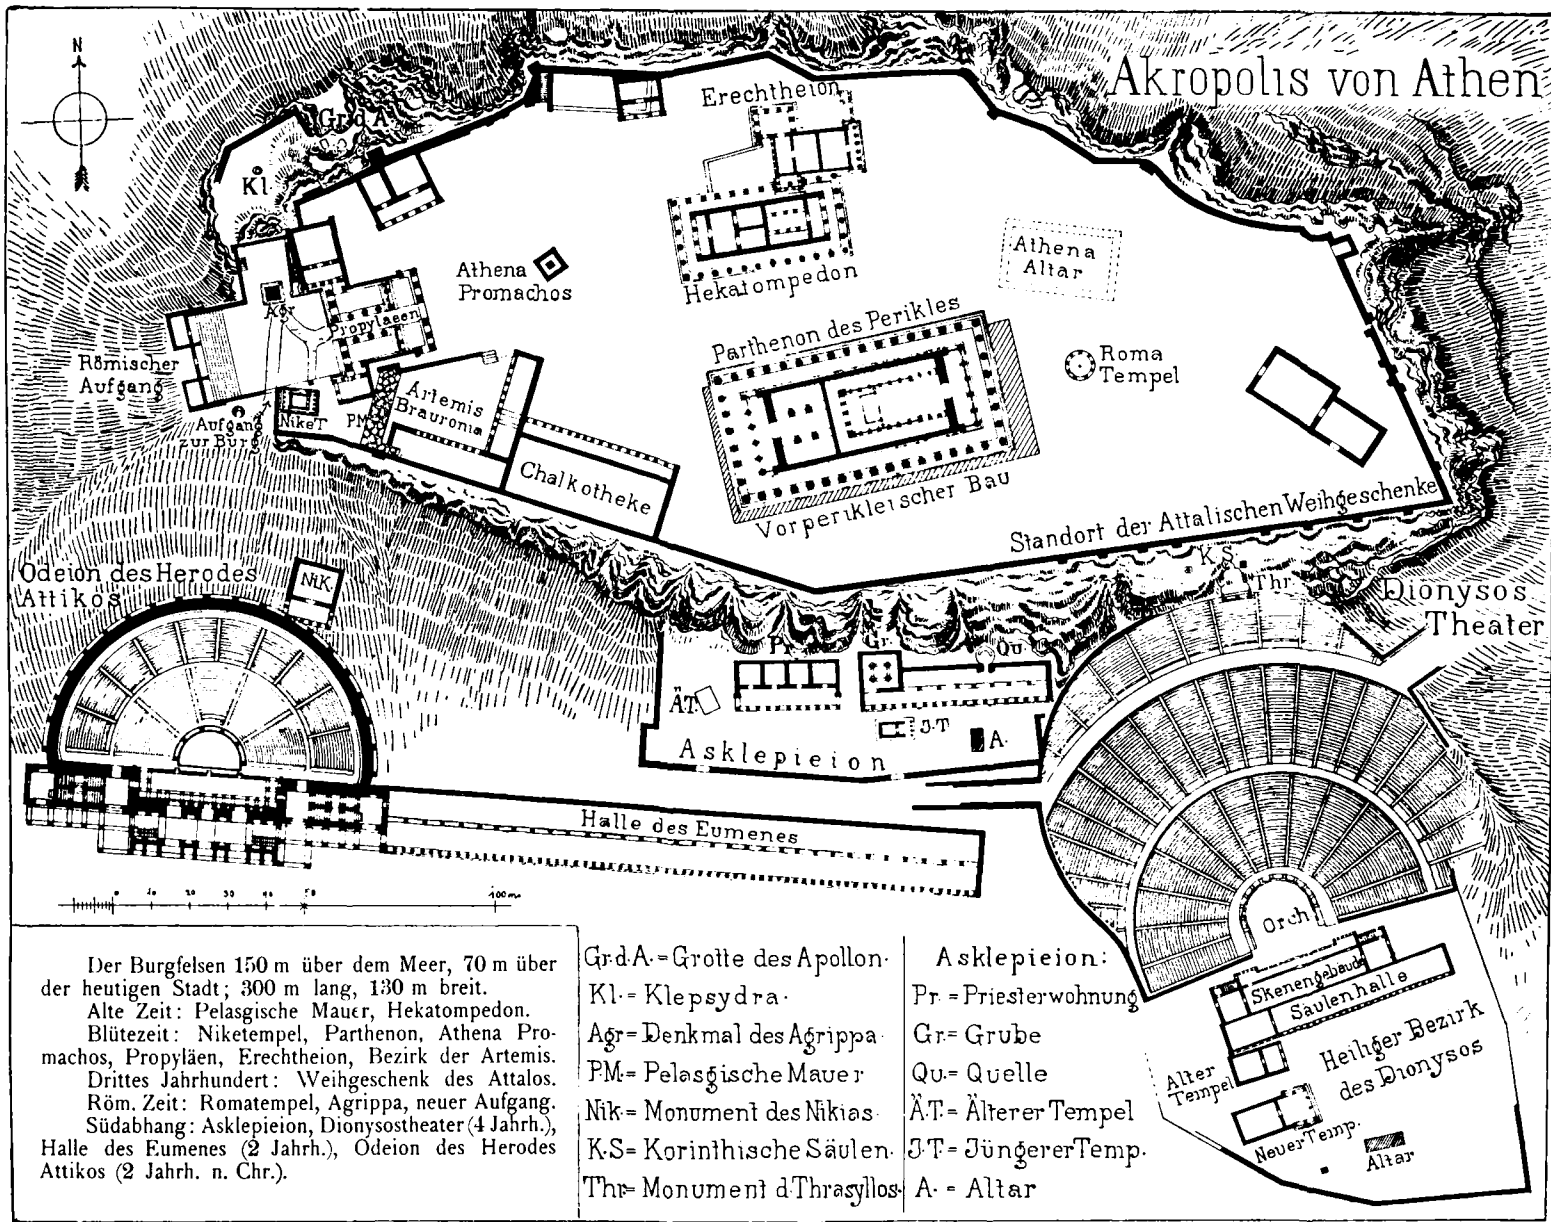 N
Akropolis von Athen
Gr.d.A.
Kl.
Erechtheion
Athena
Promachos
Hekatompedon
Athena
Altar
Agr
Propylaeen
Parthenon des Perikles
Roma
Tempel
Römischer
Aufgang
Artemis
Brauronia
Aufgang
zur Burg
NikeT
PM
Chalkotheke
Vorperikleischer Bau
Standort der Attalischen Weihgeschenke
K.S.
Thr.
Dionysos
Theater
Odeion des Herodes
Attikos
Nik
Pr.
Gr.
Qu.
Ä.T.
J.T
A.
Asklepieion
Halle des Eumenes
0 10 20 30 40 50 100 m
Orch
Skenengebäude
Säulenhalle
Heiliger Bezirk
des Dionysos
Alter
Tempel
Neuer Temp.
Altar
Der Burgfelsen 150 m über dem Meer, 70 m über
der heutigen Stadt; 300 m lang, 130 m breit.
Alte Zeit: Pelasgische Mauer, Hekatompedon.
Blütezeit: Niketempel, Parthenon, Athena Pro-
machos, Propyläen, Erechtheion, Bezirk der Artemis.
Drittes Jahrhundert: Weihgeschenk des Attalos.
Röm. Zeit: Romatempel, Agrippa, neuer Aufgang.
Südabhang: Asklepieion, Dionysostheater (4 Jahrh.),
Halle des Eumenes (2 Jahrh.), Odeion des Herodes
Attikos (2 Jahrh. n. Chr.).
Gr.d.A.=Grotte des Apollon.
Kl.=Klepsydra.
Agr=Denkmal des Agrippa
PM.=Pelasgische Mauer
Nik=Monument des Nikias.
K.S=Korinthische Säulen.
Thr=Monument d.Thrasyllos.
Asklepieion:
Pr.=Priesterwohnung
Gr.=Grube
Qu.=Quelle
Ä.T.=Älterer Tempel
J.T=Jüngerer Temp.
A.=Altar